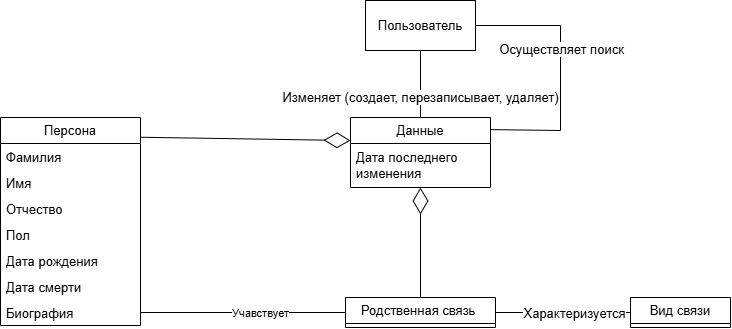 Пользователь
Осуществляет поиск
Изменяет (создает, перезаписывает, удаляет)
Персона
Фамилия
Имя
Отчество
Пол
Дата рождения
Дата смерти
Биография
Данные
Дата последнего
изменения
Учавствует
Родственная связь
Характеризуется
Вид связи